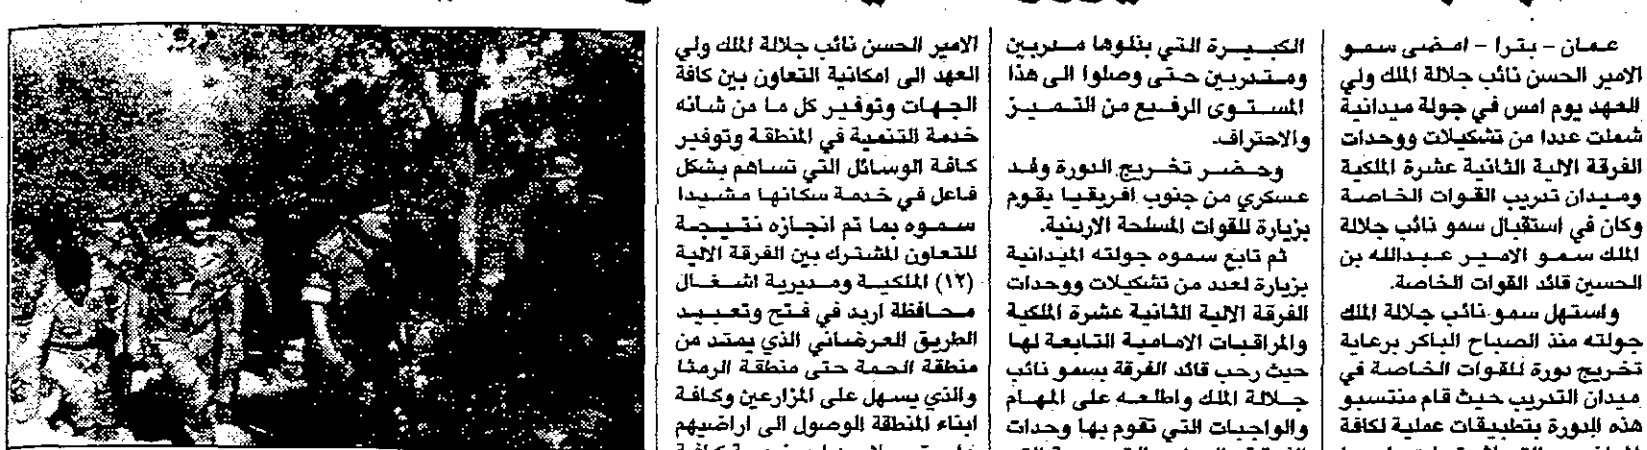 عمان - بترا - امضى سمو
الامير الحسن نائب جلالة الملك ولي
العهد يوم امس في جولة ميدانية
شملت عددا من تشكيلات ووحدات
الفرقة الالية الثانية عشرة الملكية
وميدان تدريب القوات الخاصة
وكان في استقبال سمو نائب جلالة
الملك سمو الامير عبدالله بن
الحسين قائد القوات الخاصة.
واستهل سمو نائب جلالة الملك
جولته منذ الصباح الباكر برعاية
تخريج دورة للقوات الخاصة في
ميدان التدريب حيث قام منتسبو
هذه الدورة بتطبيقات عملية لكافة
الكبيرة التي بذلوها مدربين
ومتدربين حتى وصلوا الى هذا
المستوى الرفيع من التميز
والاحتراف.
وحضر تخريج الدورة وفد
عسكري من جنوب افريقيا يقوم
بزيارة للقوات المسلحة الاردنية.
ثم تابع سموه جولته الميدانية
بزيارة لعدد من تشكيلات ووحدات
الفرقة الالية الثانية عشرة الملكية
والمراقبات الامامية التابعة لها
حيث رحب قائد الفرقة بسمو نائب
جلالة الملك واطلعه على المهام
والواجبات التي تقوم بها وحدات
الامير الحسن نائب جلالة الملك ولي
العهد الى امكانية التعاون بين كافة
الجهات وتوفير كل ما من شانه
خدمة التنمية في المنطقة وتوفير
كافة الوسائل التي تساهم بشكل
فاعل في خدمة سكانها مشيدا
سموه بما تم انجازه نتيجة
للتعاون المشترك بين الفرقة الالية
(١٢) الملكية ومديرية اشغال
محافظة اربد في فتح وتعبيد
الطريق العرضاني الذي يمتد من
منطقة الحمة حتى منطقة الرمثا
والذي يسهل على المزارعين وكافة
ابناء المنطقة الوصول الى اراضيهم